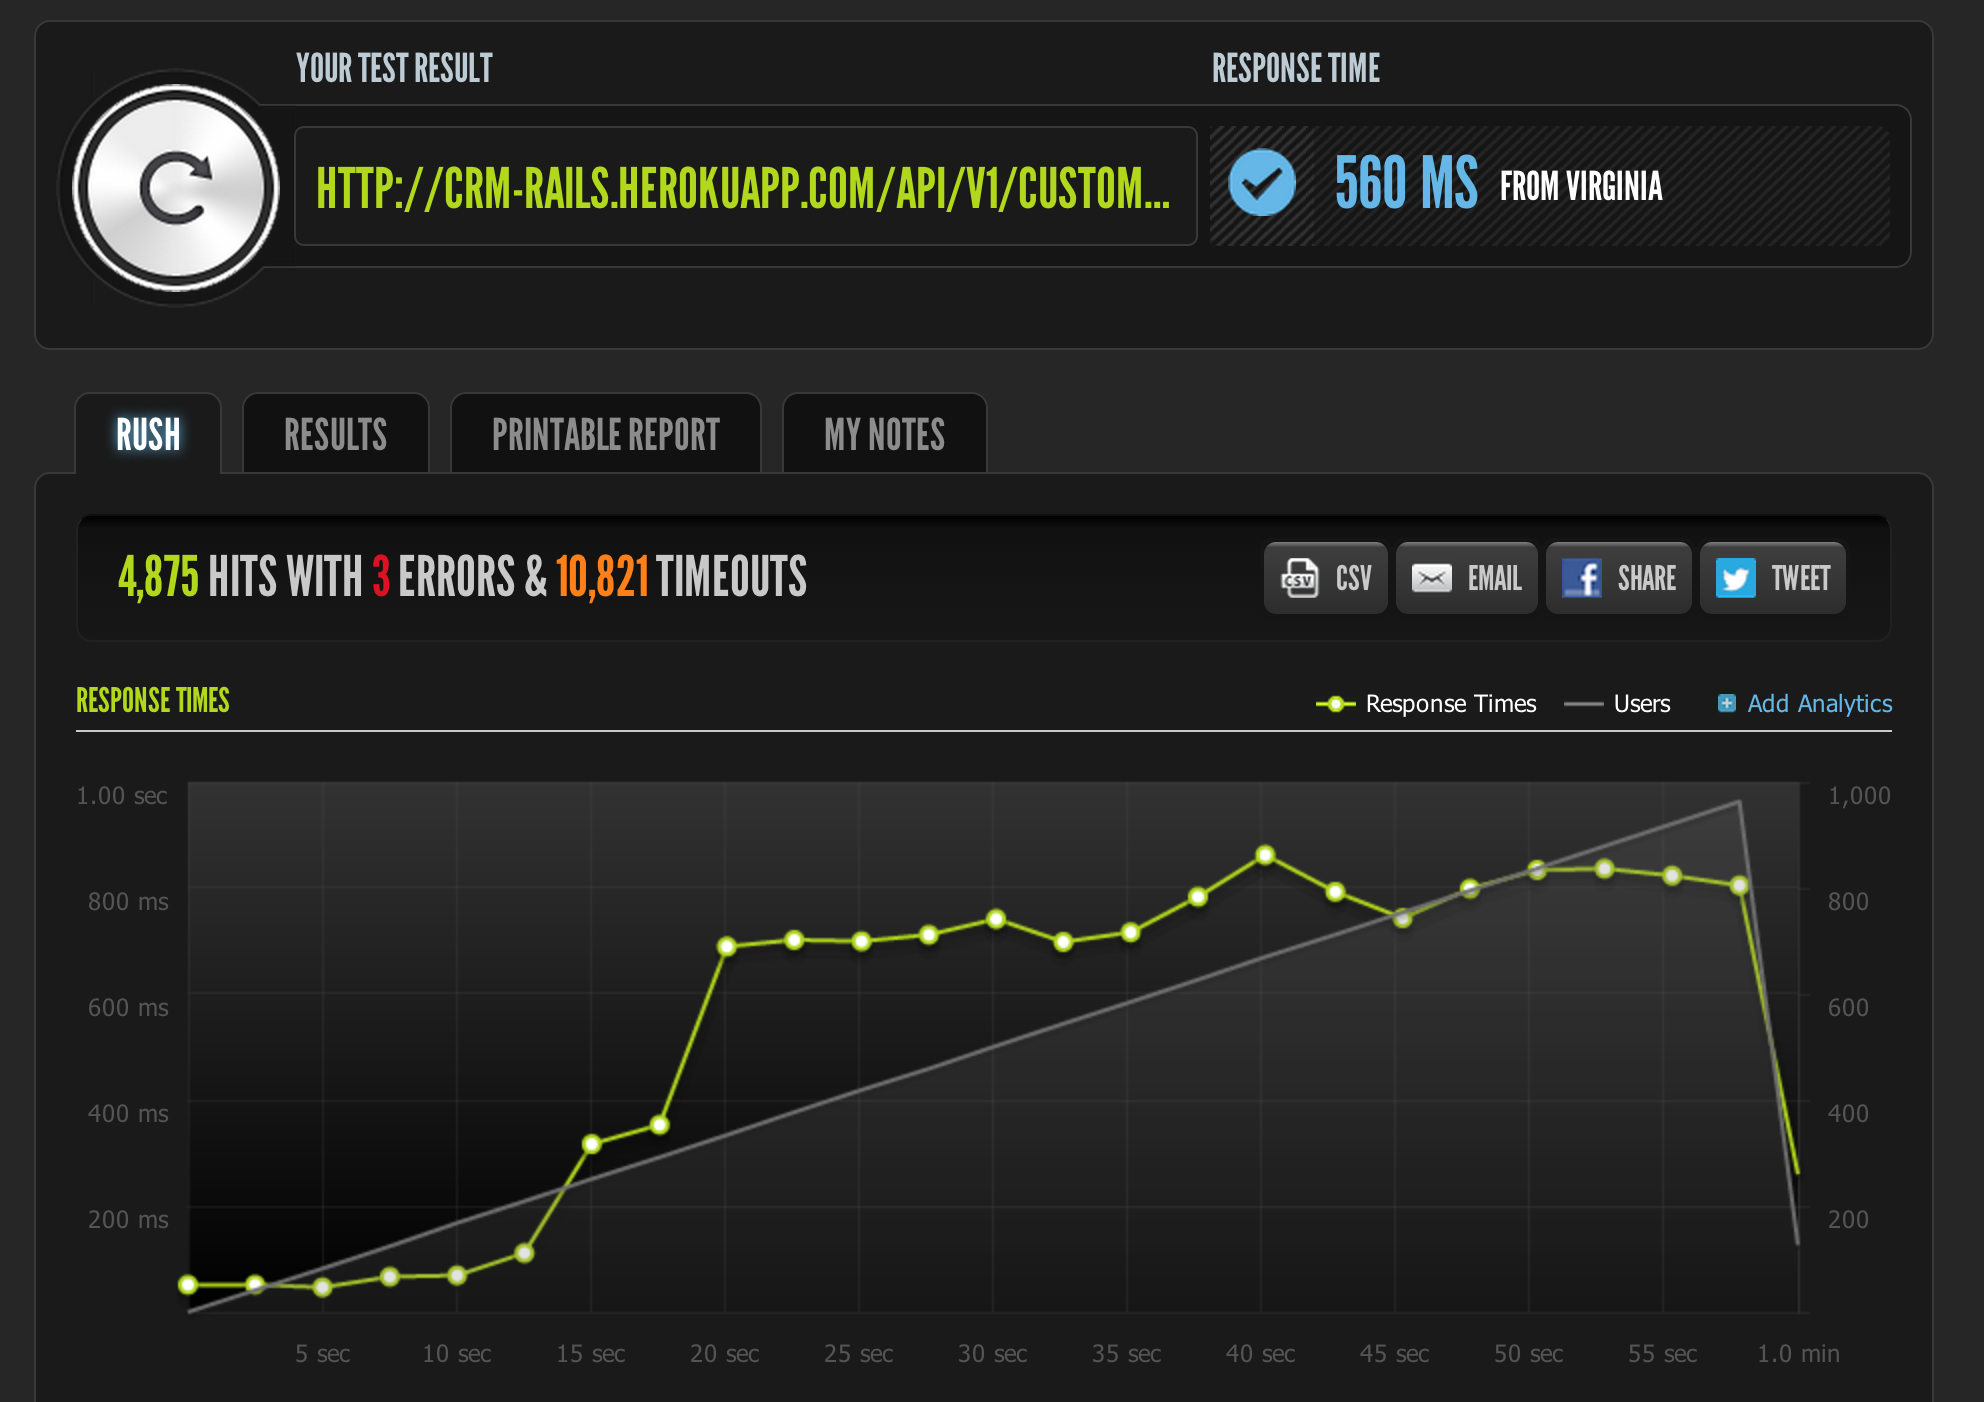 YOUR TEST RESULT
RESPONSE TIME
HTTP://CRM-RAILS.HEROKUAPP.COM/API/V1/CUSTOM...
560 MS FROM VIRGINIA
RUSH
RESULTS
PRINTABLE REPORT
MY NOTES
4,875 HITS WITH 3 ERRORS & 10,821 TIMEOUTS
CSV CSV
EMAIL
f SHARE
TWEET
RESPONSE TIMES
Response Times
Users
Add Analytics
1.00 sec
1,000
800 ms
800
600 ms
600
400 ms
400
200 ms
200
5 sec
10 sec
15 sec
20 sec
25 sec
30 sec
35 sec
40 sec
45 sec
50 sec
55 sec
1.0 min